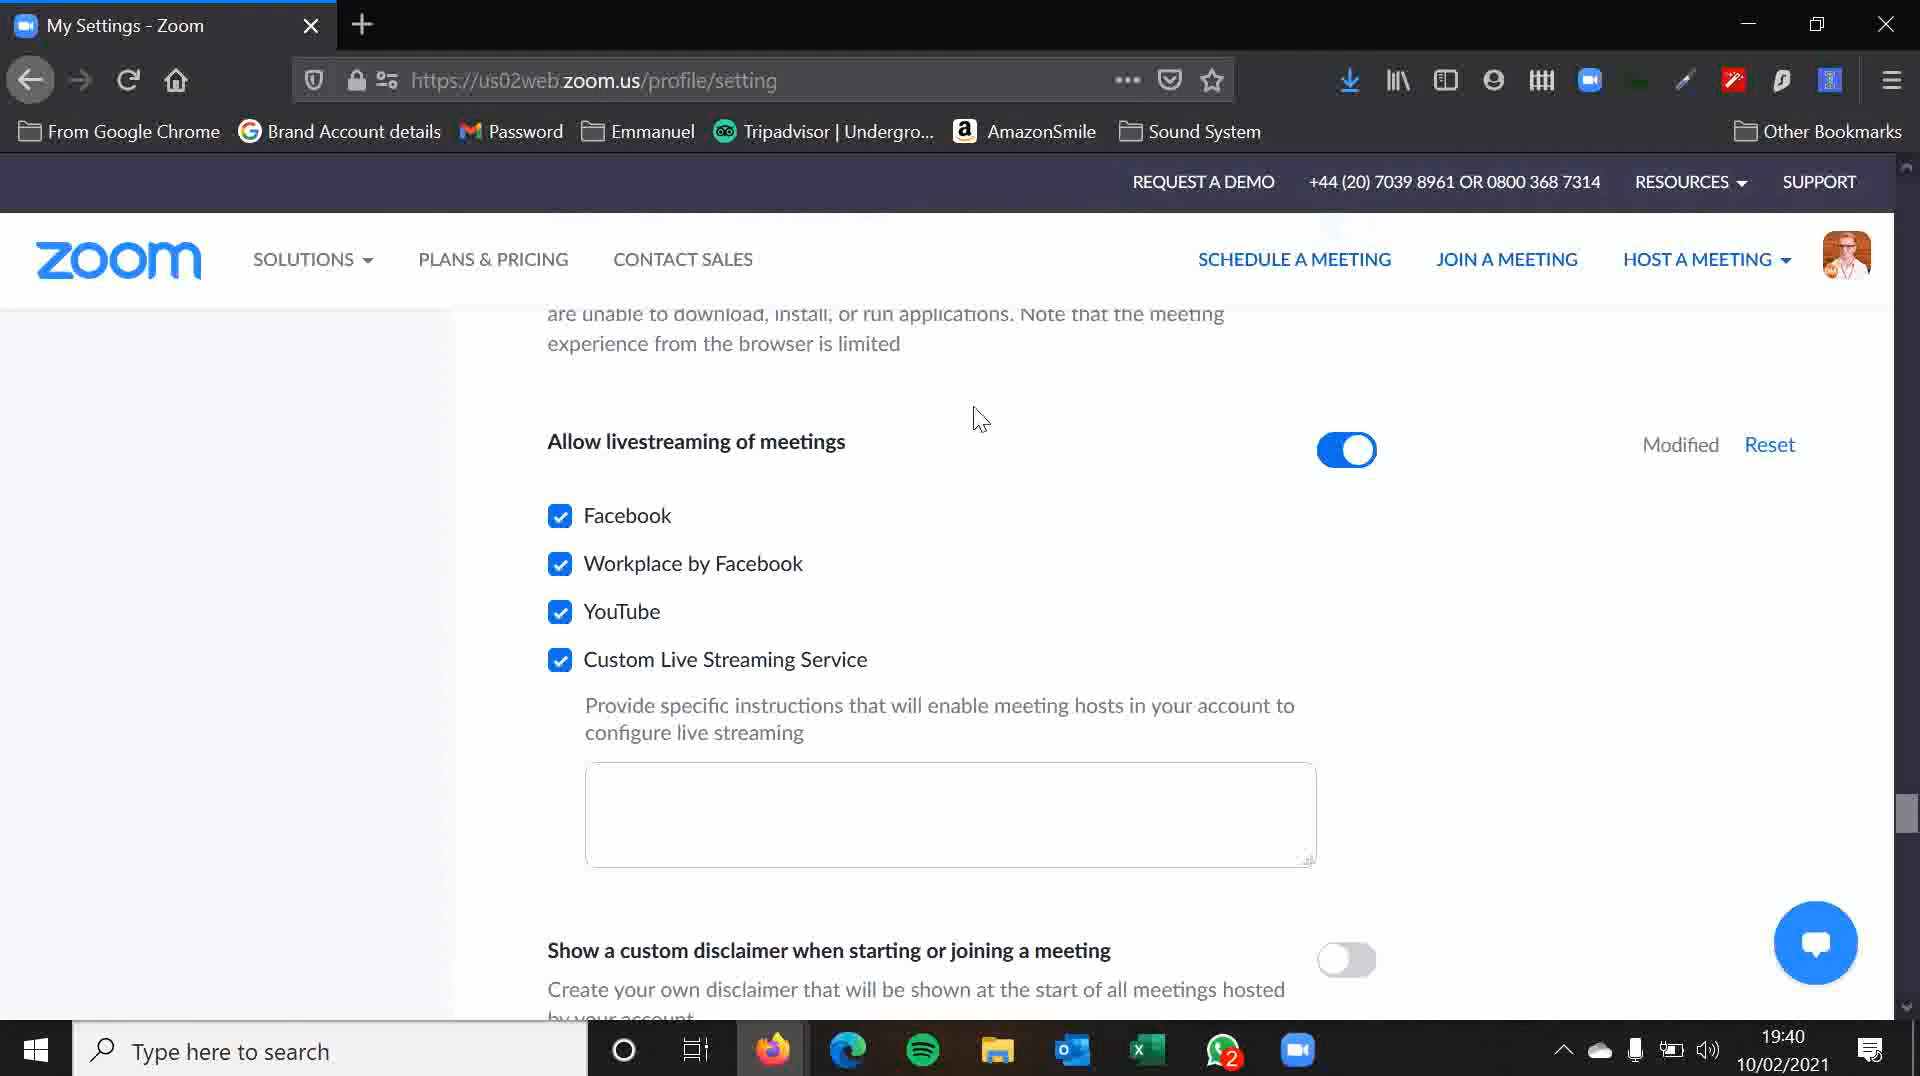 My Settings - Zoom
https://us02web.zoom.us/profile/setting
From Google Chrome
Brand Account details
Password
Emmanuel
Tripadvisor | Undergro...
AmazonSmile
Sound System
Other Bookmarks
REQUEST A DEMO
+44 (20) 7039 8961 OR 0800 368 7314
RESOURCES
SUPPORT
zoom
SOLUTIONS
PLANS & PRICING
CONTACT SALES
SCHEDULE A MEETING
JOIN A MEETING
HOST A MEETING
are unable to download, install, or run applications. Note that the meeting
experience from the browser is limited
Allow livestreaming of meetings
Modified
Reset
Facebook
Workplace by Facebook
YouTube
Custom Live Streaming Service
Provide specific instructions that will enable meeting hosts in your account to
configure live streaming
Show a custom disclaimer when starting or joining a meeting
Create your own disclaimer that will be shown at the start of all meetings hosted
by your account
Type here to search
2
19:40
10/02/2021